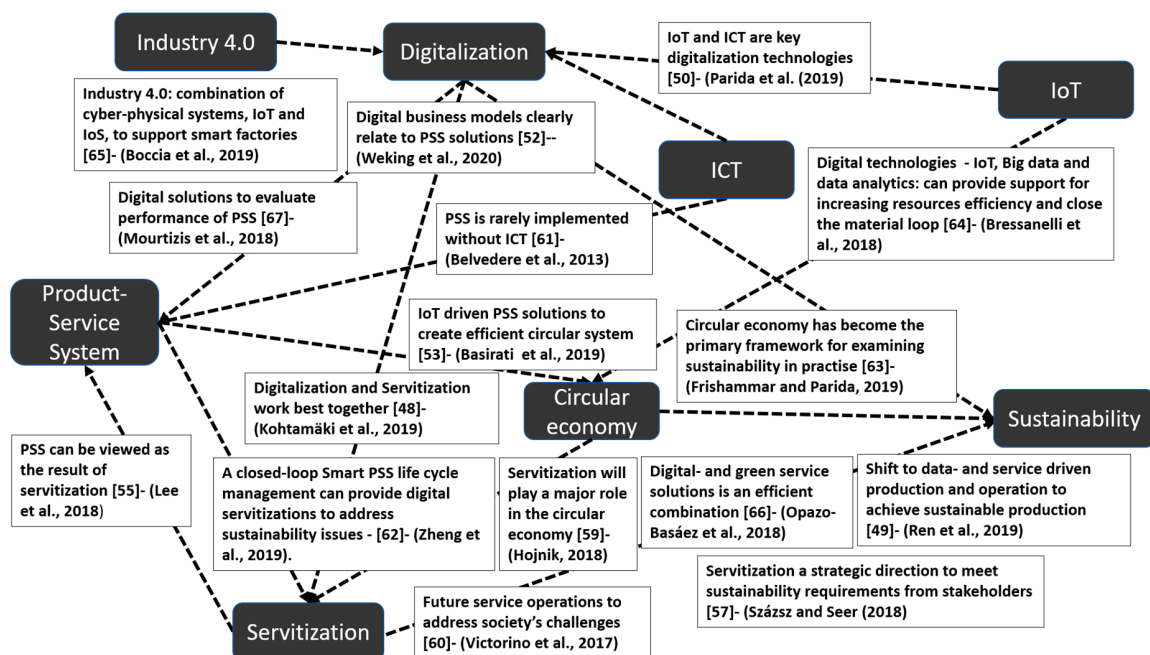 Industry 4.0
Digitalization
IoT and ICT are key
digitalization technologies
[50]- (Parida et al. (2019)
IoT
Industry 4.0: combination of
cyber-physical systems, IoT and
IoS, to support smart factories
[65]- (Boccia et al., 2019)
Digital business models clearly
relate to PSS solutions [52]--
(Weking et al., 2020)
ICT
Digital technologies - IoT, Big data and
data analytics: can provide support for
increasing resources efficiency and close
the material loop [64]- (Bressanelli et
al., 2018)
Digital solutions to evaluate
performance of PSS [67]-
(Mourtizis et al., 2018)
PSS is rarely implemented
without ICT [61]-
(Belvedere et al., 2013)
Product-
Service
System
IoT driven PSS solutions to
create efficient circular system
[53]- (Basirati et al., 2019)
Circular economy has become the
primary framework for examining
sustainability in practise [63]-
(Frishammar and Parida, 2019)
Digitalization and Servitization
work best together [48]-
(Kohtamäki et al., 2019)
Circular
economy
Sustainability
PSS can be viewed as
the result of
servitization [55]- (Lee
et al., 2018)
A closed-loop Smart PSS life cycle
management can provide digital
servitizations to address
sustainability issues - [62]- (Zheng
et al., 2019).
Servitization will
play a major role
in the circular
economy [59]-
(Hojnik, 2018)
Digital- and green service
solutions is an efficient
combination [66]- (Opazo-
Basáez et al., 2018)
Shift to data- and service driven
production and operation to
achieve sustainable production
[49]- (Ren et al., 2019)
Servitization a strategic direction to meet
sustainability requirements from stakeholders
[57]- (Szász and Seer (2018)
Servitization
Future service operations to
address society's challenges
[60]- (Victorino et al., 2017)